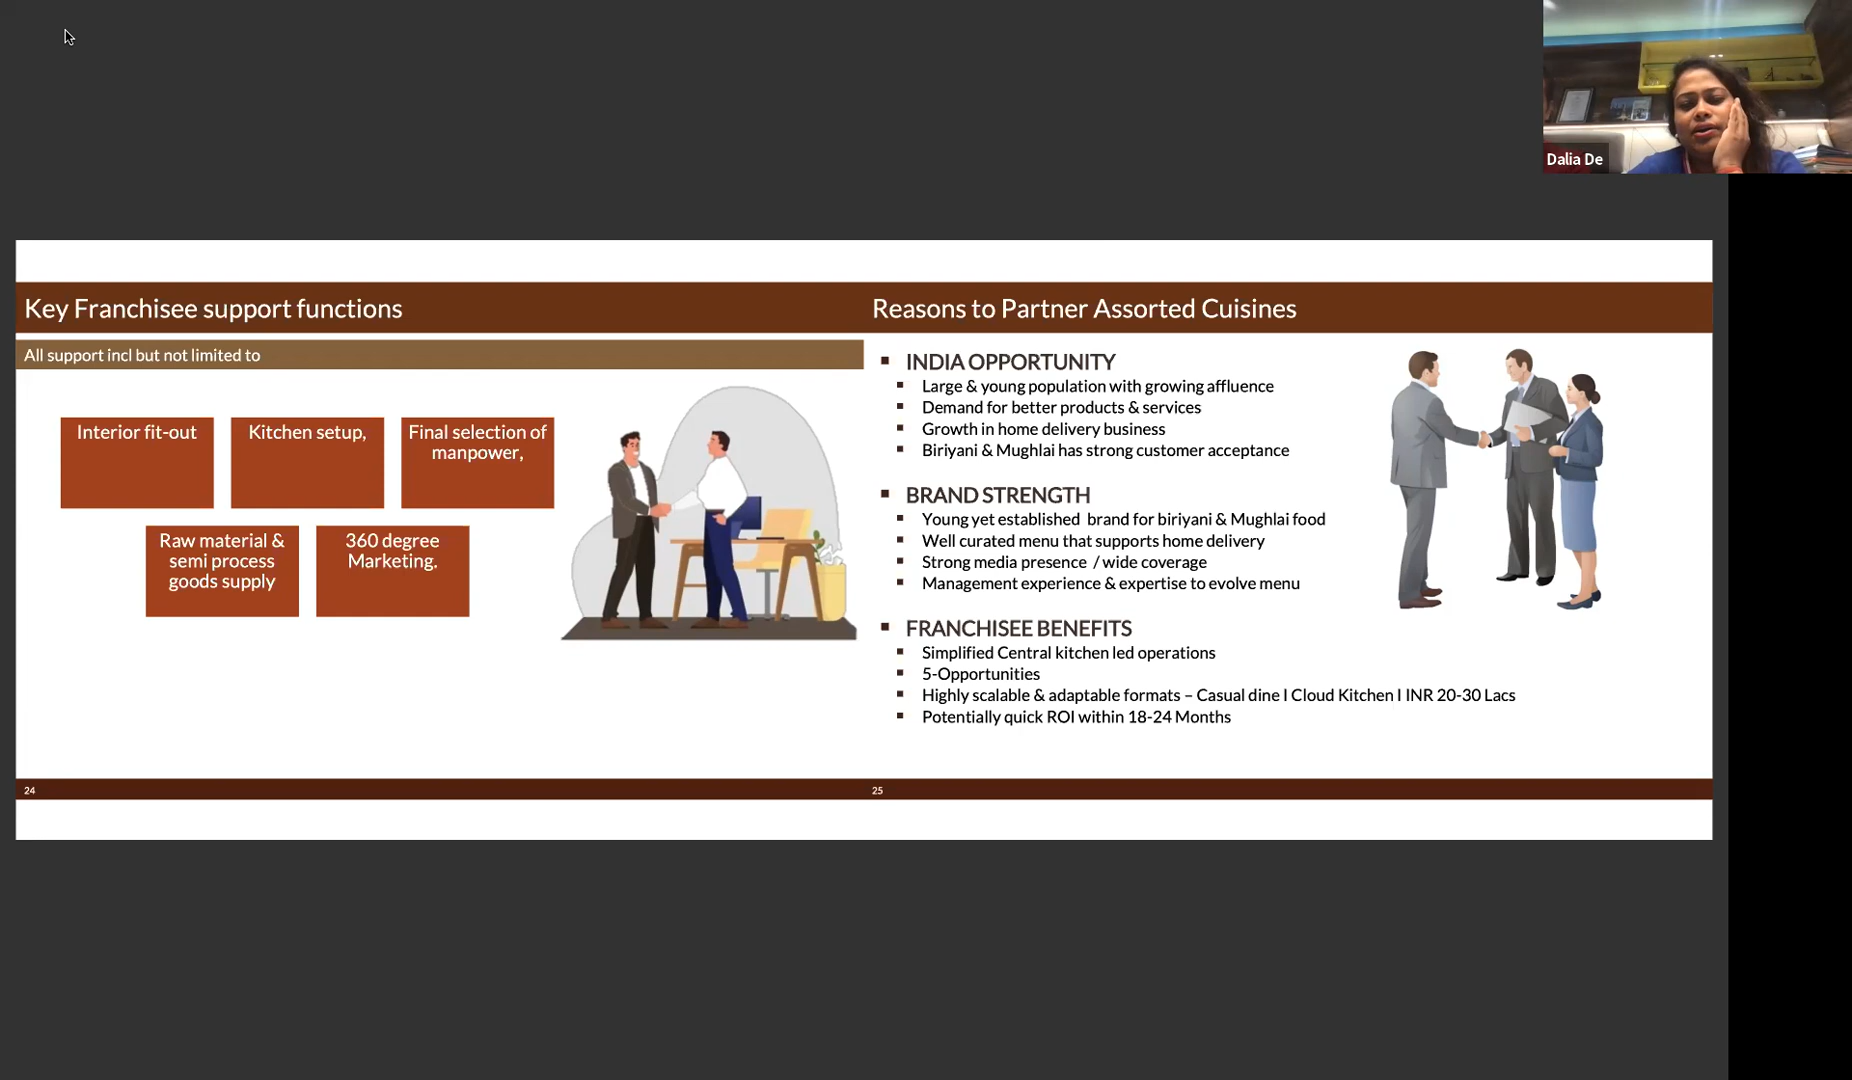 Dalia De
Key Franchisee support functions
All support incl but not limited to
Interior fit-out
Kitchen setup,
Final selection of
manpower,
Raw material &
semi process
goods supply
360 degree
Marketing.
24
Reasons to Partner Assorted Cuisines
INDIA OPPORTUNITY
Large & young population with growing affluence
Demand for better products & services
Growth in home delivery business
Biriyani & Mughlai has strong customer acceptance
BRAND STRENGTH
Young yet established brand for biriyani & Mughlai food
Well curated menu that supports home delivery
Strong media presence / wide coverage
Management experience & expertise to evolve menu
FRANCHISEE BENEFITS
Simplified Central kitchen led operations
5-Opportunities
Highly scalable & adaptable formats – Casual dine I Cloud Kitchen I INR 20-30 Lacs
Potentially quick ROI within 18-24 Months
25